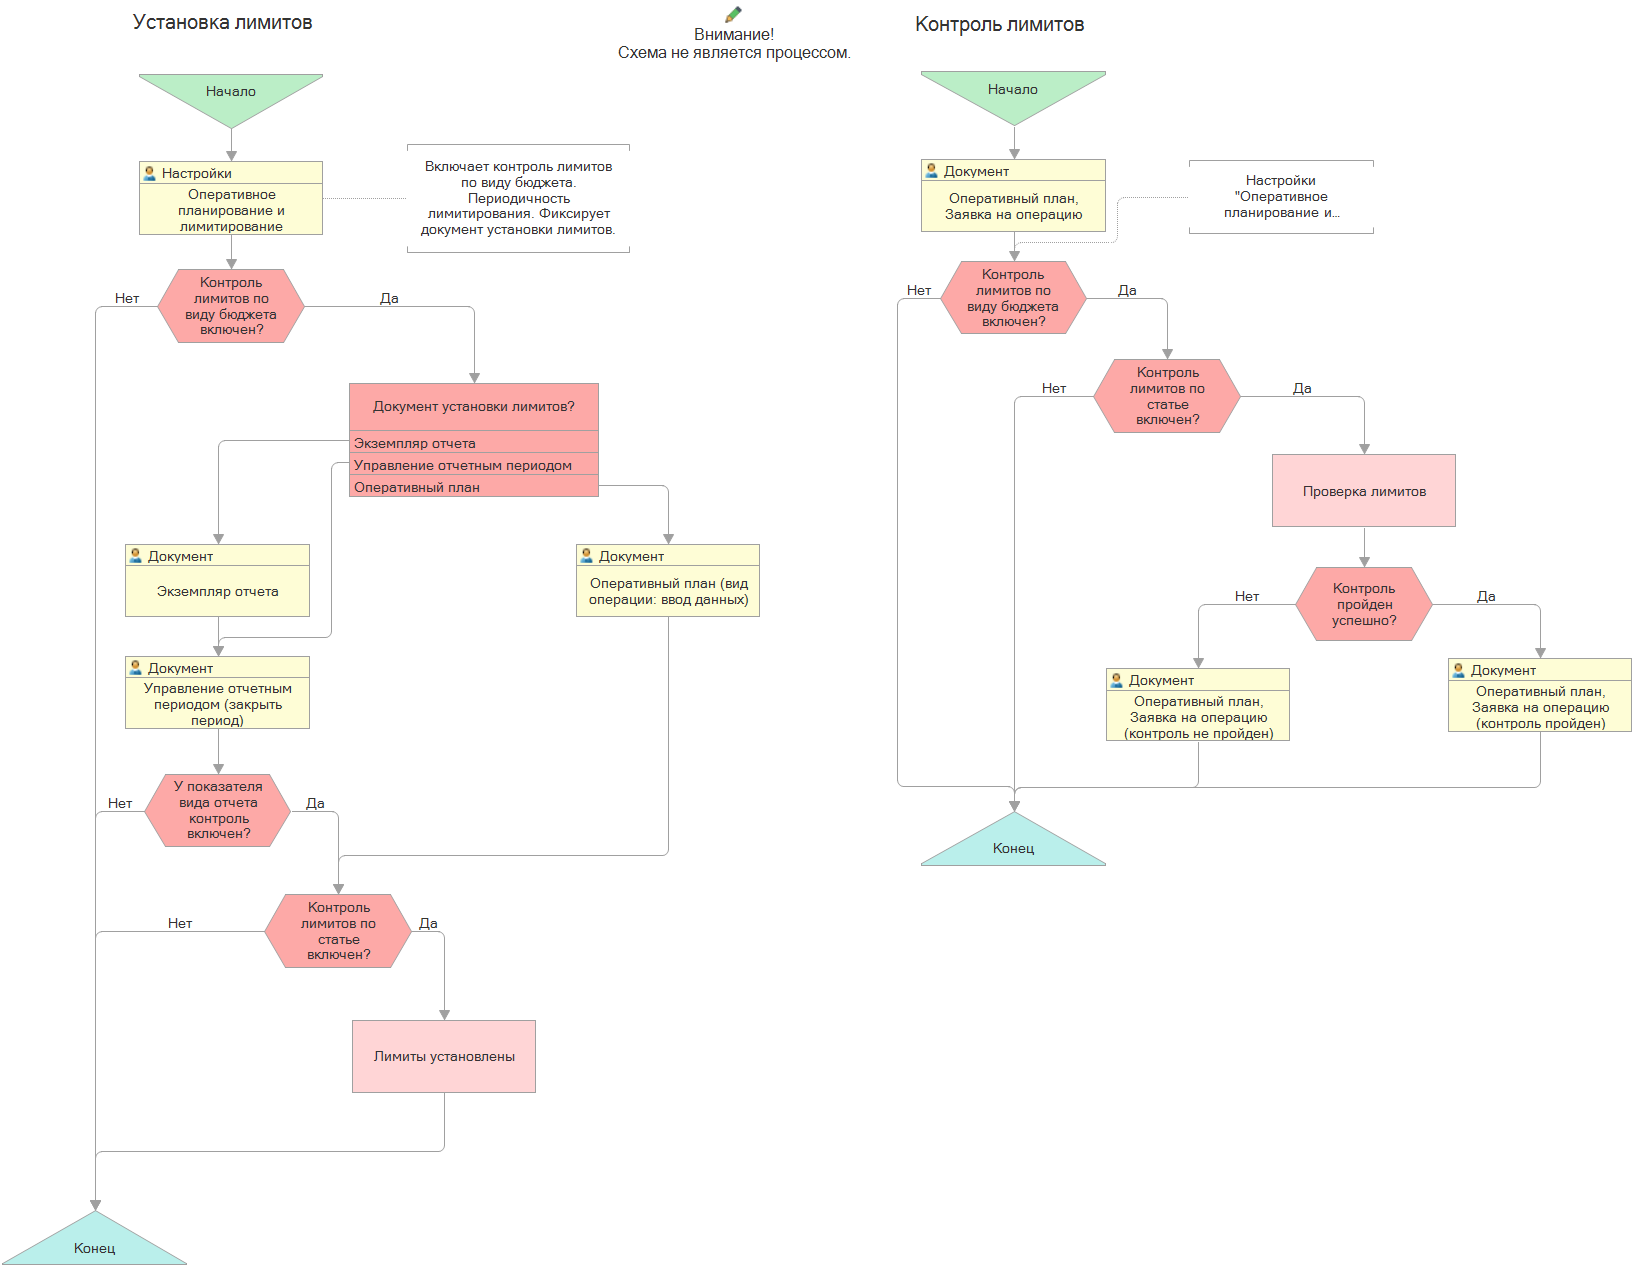 Установка лимитов
Внимание!
Схема не является процессом.
Контроль лимитов
Начало
Настройки
Оперативное
планирование и
лимитирование
Включает контроль лимитов
по виду бюджета.
Периодичность
лимитирования. Фиксирует
документ установки лимитов.
Контроль
лимитов по
виду бюджета
включен?
Нет
Да
Документ установки лимитов?
Экземпляр отчета
Управление отчетным периодом
Оперативный план
Документ
Экземпляр отчета
Документ
Оперативный план (вид
операции: ввод данных)
Документ
Управление отчетным
периодом (закрыть
период)
У показателя
вида отчета
контроль
включен?
Нет
Да
Контроль
лимитов по
статье
включен?
Нет
Да
Лимиты установлены
Конец
Начало
Документ
Оперативный план,
Заявка на операцию
Настройки
"Оперативное
планирование и...
Контроль
лимитов по
виду бюджета
включен?
Нет
Да
Контроль
лимитов по
статье
включен?
Нет
Да
Проверка лимитов
Контроль
пройден
успешно?
Нет
Да
Документ
Оперативный план,
Заявка на операцию
(контроль не пройден)
Документ
Оперативный план,
Заявка на операцию
(контроль пройден)
Конец